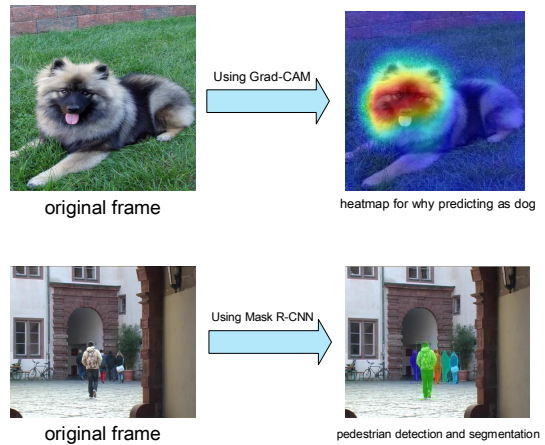 Using Grad-CAM
original frame
heatmap for why predicting as dog
Using Mask R-CNN
original frame
pedestrian detection and segmentation